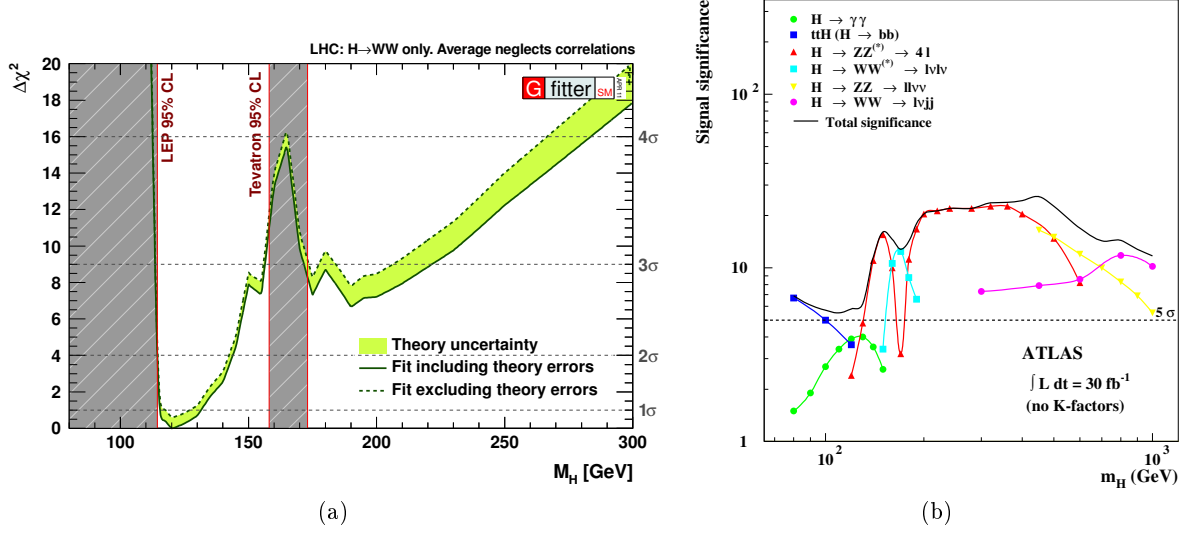 LHC: H→WW only. Average neglects correlations
Δχ²
20
18
16
14
12
10
8
6
4
2
0
LEP 95% CL
Tevatron 95% CL
G fitter SM
APR 11
4σ
3σ
2σ
1σ
Theory uncertainty
Fit including theory errors
Fit excluding theory errors
100 150 200 250 300
M_H [GeV]
(a)
Signal significance
H → γγ
ttH (H → bb)
H → ZZ^(*) → 4l
H → WW^(*) → lνlν
H → ZZ → llνν
H → WW → lνjj
Total significance
10²
10
1
5 σ
ATLAS
∫ L dt = 30 fb⁻¹
(no K-factors)
10² 10³
m_H (GeV)
(b)